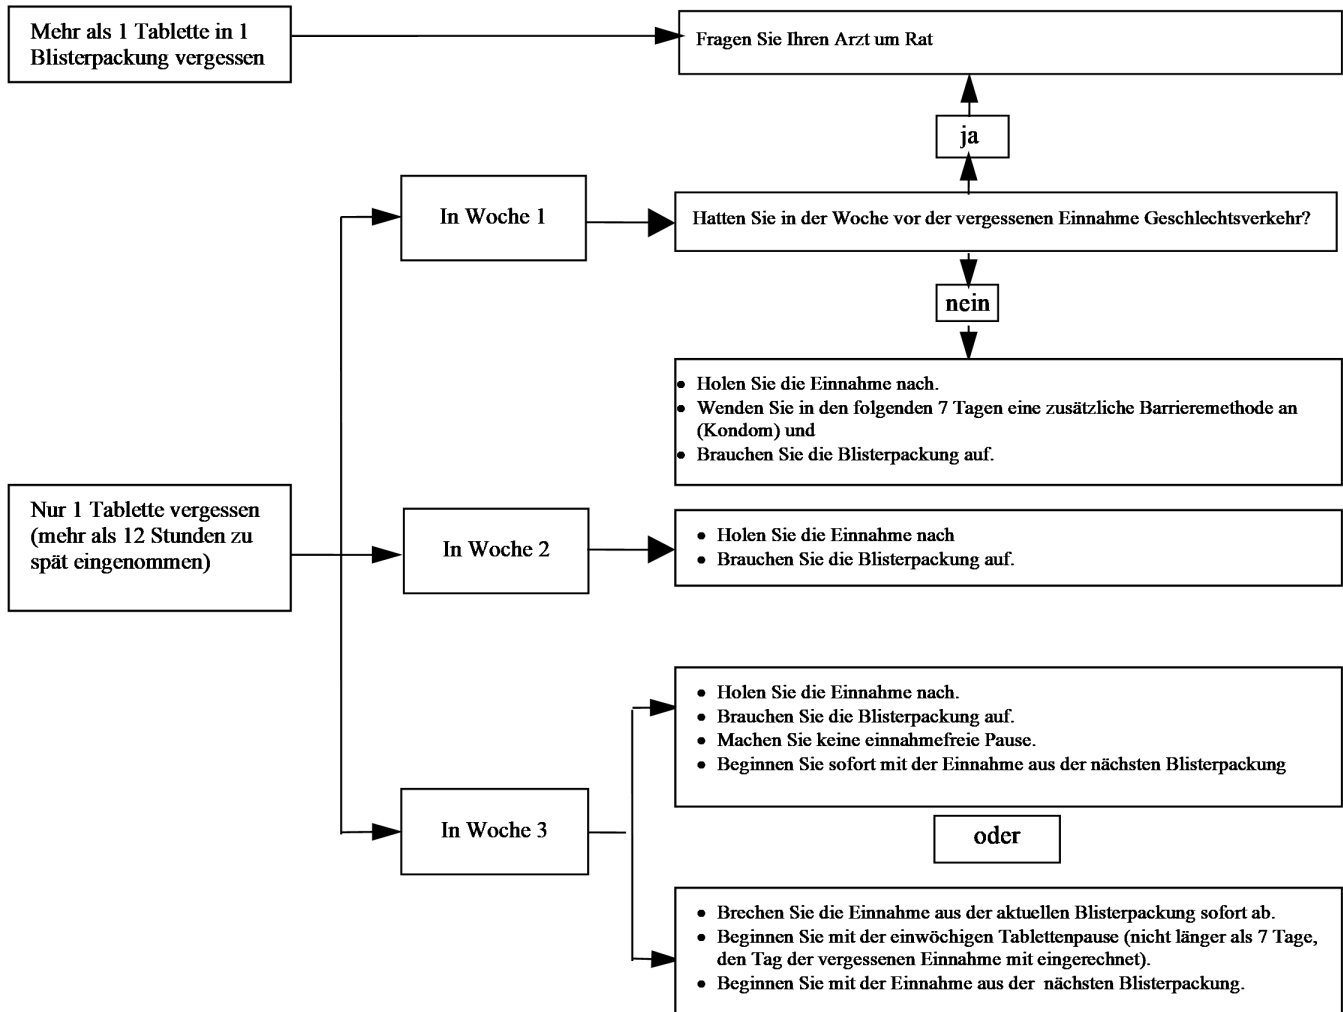 Mehr als 1 Tablette in 1
Blisterpackung vergessen
Fragen Sie Ihren Arzt um Rat
ja
In Woche 1
Hatten Sie in der Woche vor der vergessenen Einnahme Geschlechtsverkehr?
nein
• Holen Sie die Einnahme nach.
• Wenden Sie in den folgenden 7 Tagen eine zusätzliche Barrieremethode an
(Kondom) und
• Brauchen Sie die Blisterpackung auf.
Nur 1 Tablette vergessen
(mehr als 12 Stunden zu
spät eingenommen)
In Woche 2
• Holen Sie die Einnahme nach
• Brauchen Sie die Blisterpackung auf.
In Woche 3
• Holen Sie die Einnahme nach.
• Brauchen Sie die Blisterpackung auf.
• Machen Sie keine einnahmefreie Pause.
• Beginnen Sie sofort mit der Einnahme aus der nächsten Blisterpackung
oder
• Brechen Sie die Einnahme aus der aktuellen Blisterpackung sofort ab.
• Beginnen Sie mit der einwöchigen Tablettenpause (nicht länger als 7 Tage,
den Tag der vergessenen Einnahme mit eingerechnet).
• Beginnen Sie mit der Einnahme aus der nächsten Blisterpackung.